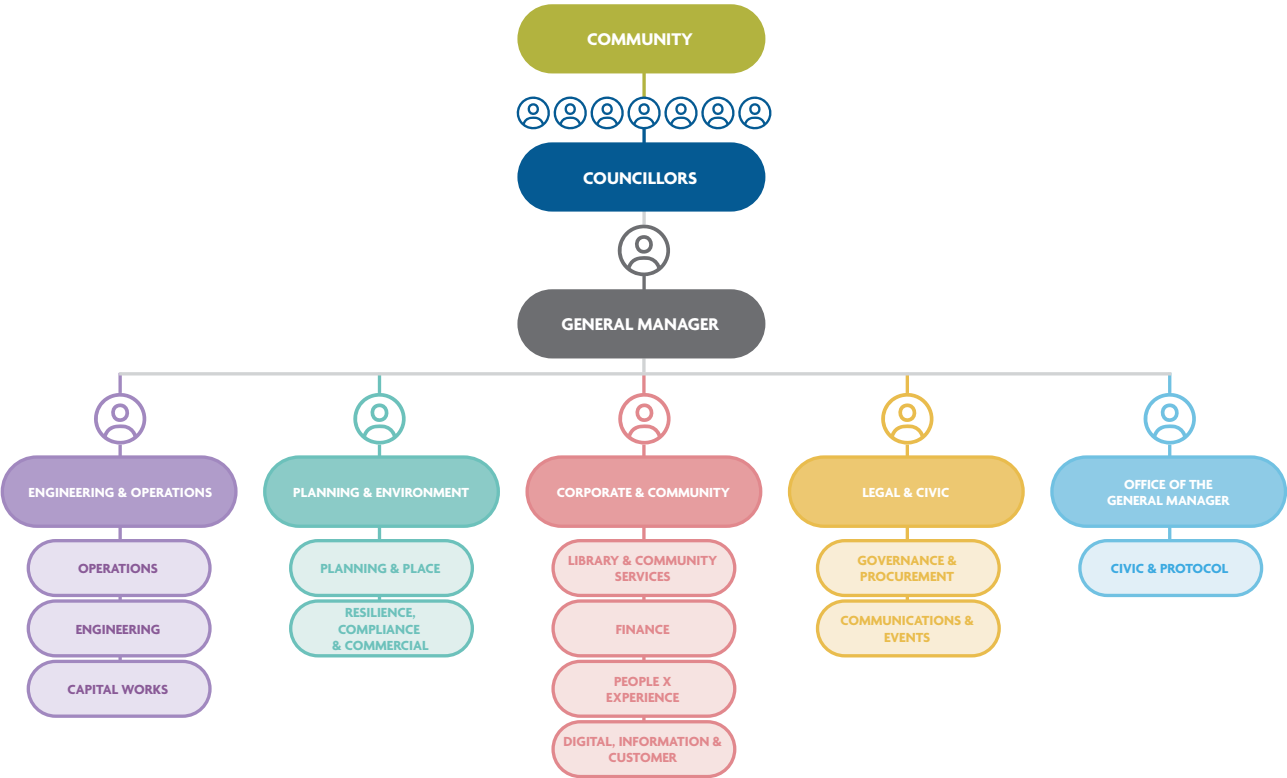 COMMUNITY
COUNCILLORS
GENERAL MANAGER
ENGINEERING & OPERATIONS
OPERATIONS
ENGINEERING
CAPITAL WORKS
PLANNING & ENVIRONMENT
PLANNING & PLACE
RESILIENCE,
COMPLIANCE
& COMMERCIAL
CORPORATE & COMMUNITY
LIBRARY & COMMUNITY
SERVICES
FINANCE
PEOPLE X
EXPERIENCE
DIGITAL, INFORMATION &
CUSTOMER
LEGAL & CIVIC
GOVERNANCE &
PROCUREMENT
COMMUNICATIONS &
EVENTS
OFFICE OF THE
GENERAL MANAGER
CIVIC & PROTOCOL